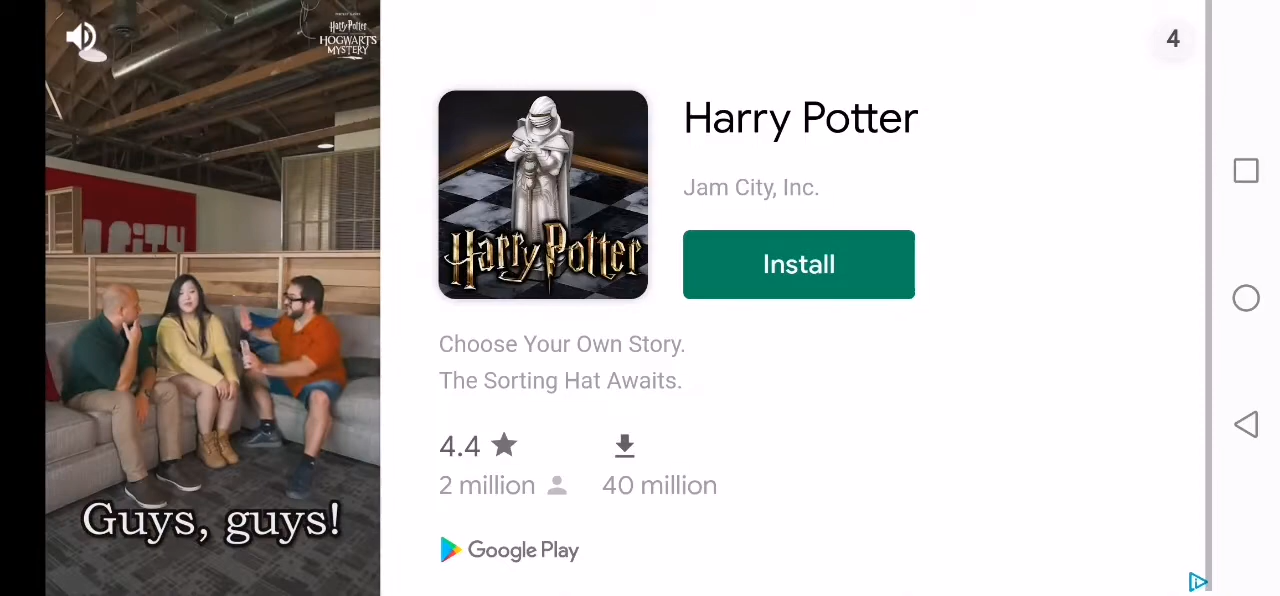 Harry Potter
HOGWARTS
MYSTERY
4
Harry Potter
Harry Potter
Jam City, Inc.
Install
Choose Your Own Story.
The Sorting Hat Awaits.
4.4
2 million
40 million
Google Play
Guys, guys!